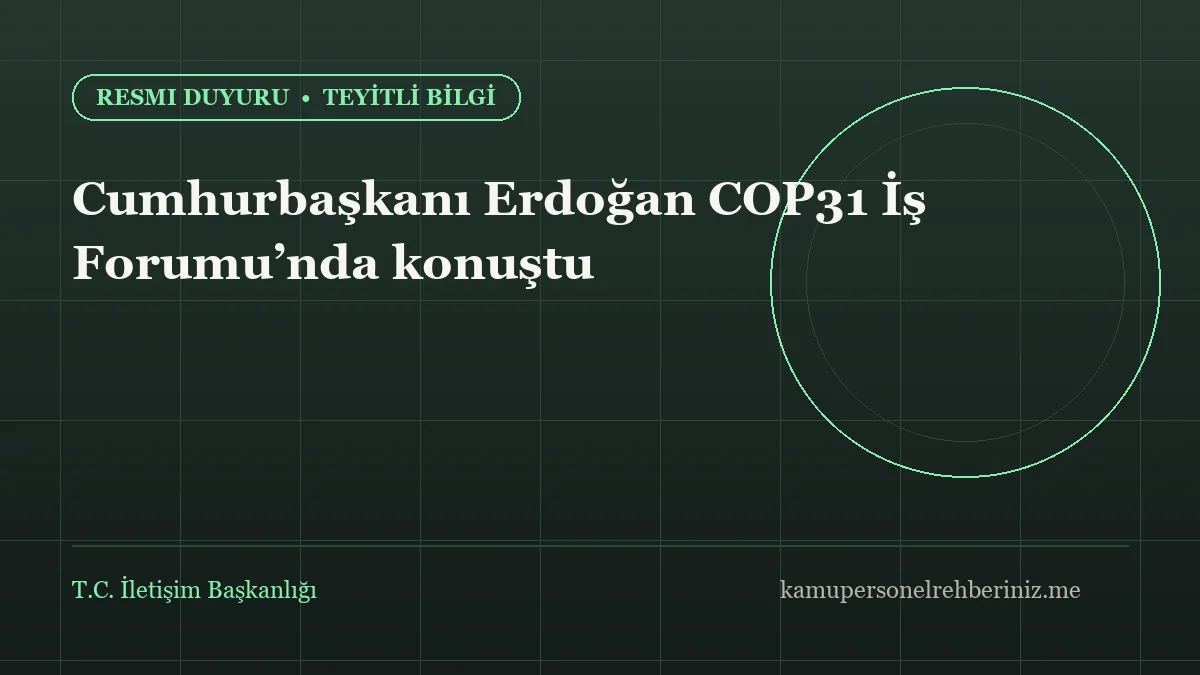 RESMI DUYURU • TEYİTLİ BİLGİ
Cumhurbaşkanı Erdoğan COP31 İş
Forumu’nda konuştu
T.C. İletişim Başkanlığı
kamupersonelrehberiniz.me